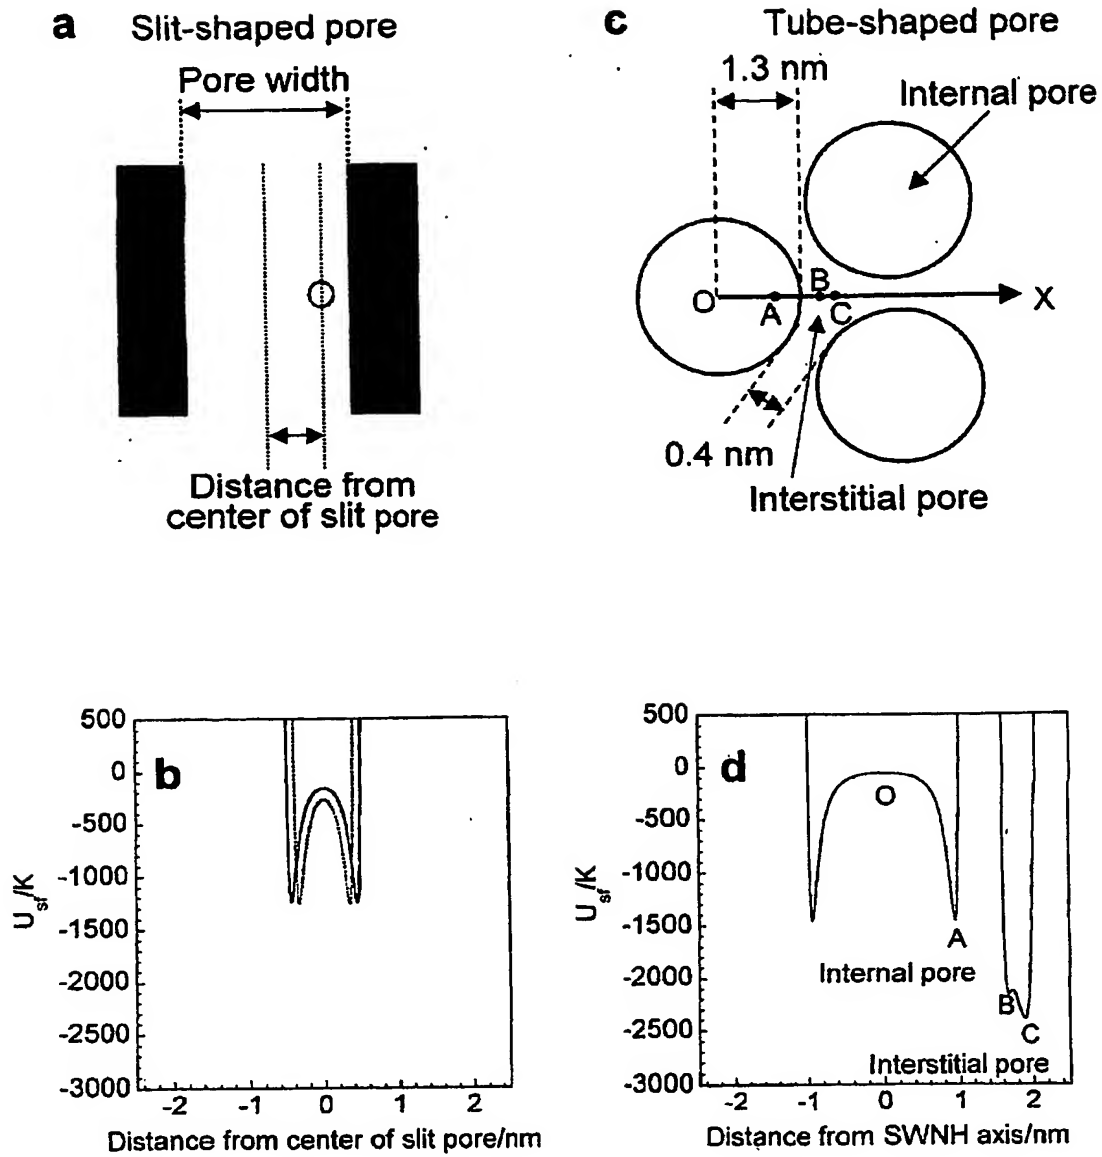 a Slit-shaped pore
Pore width
Distance from
center of slit pore
c Tube-shaped pore
1.3 nm
Internal pore
O
A
B
C
X
0.4 nm
Interstitial pore
b
500
0
-500
-1000
-1500
-2000
-2500
-3000
Usf/K
-2 -1 0 1 2
Distance from center of slit pore/nm
d
500
0
-500
-1000
-1500
-2000
-2500
-3000
Usf/K
O
A
Internal pore
B
C
Interstitial pore
-2 -1 0 1 2
Distance from SWNH axis/nm